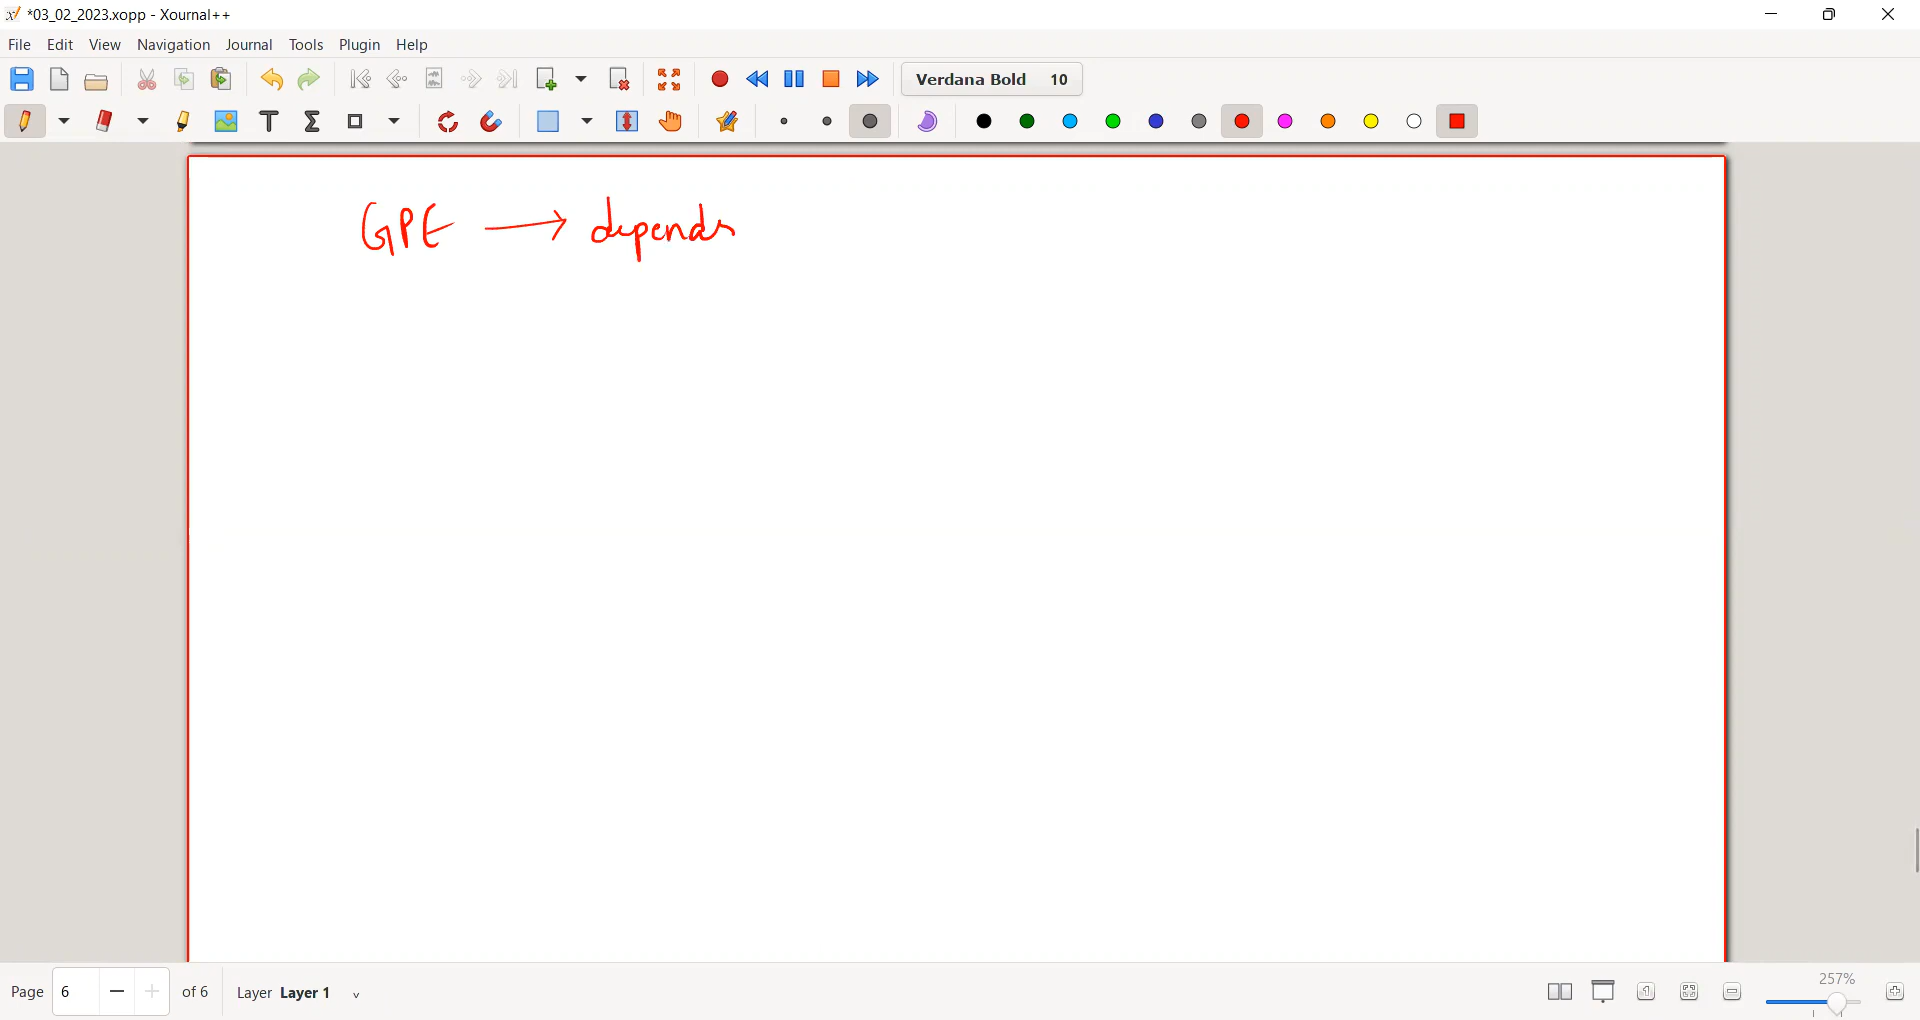 *03_02_2023.xopp - Xournal++
File Edit View Navigation Journal Tools Plugin Help
Verdana Bold 10
GPE → depends
257%
Page 6 of 6 Layer Layer 1